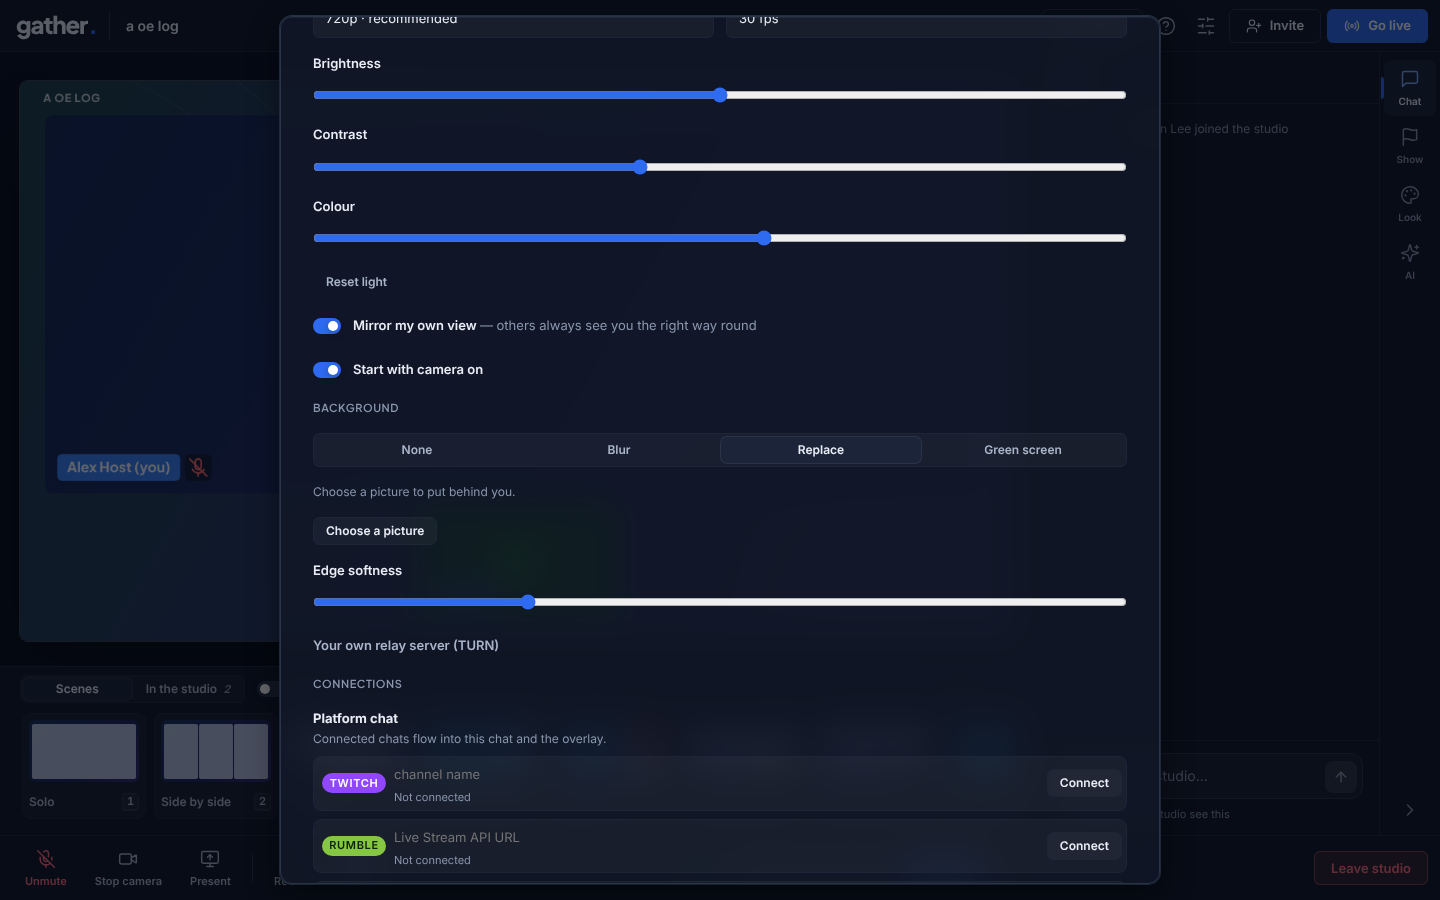 gather.
a oe log
Invite
Go live
720p · recommended
30 fps
Brightness
Contrast
Colour
Reset light
Mirror my own view — others always see you the right way round
Start with camera on
BACKGROUND
None
Blur
Replace
Green screen
Choose a picture to put behind you.
Choose a picture
Edge softness
Your own relay server (TURN)
CONNECTIONS
Platform chat
Connected chats flow into this chat and the overlay.
TWITCH
channel name
Not connected
Connect
RUMBLE
Live Stream API URL
Not connected
Connect
A OE LOG
Alex Host (you)
Scenes
In the studio 2
Solo
1
Side by side
2
Unmute
Stop camera
Present
Lee joined the studio
Chat
Show
Look
AI
see this
Leave studio